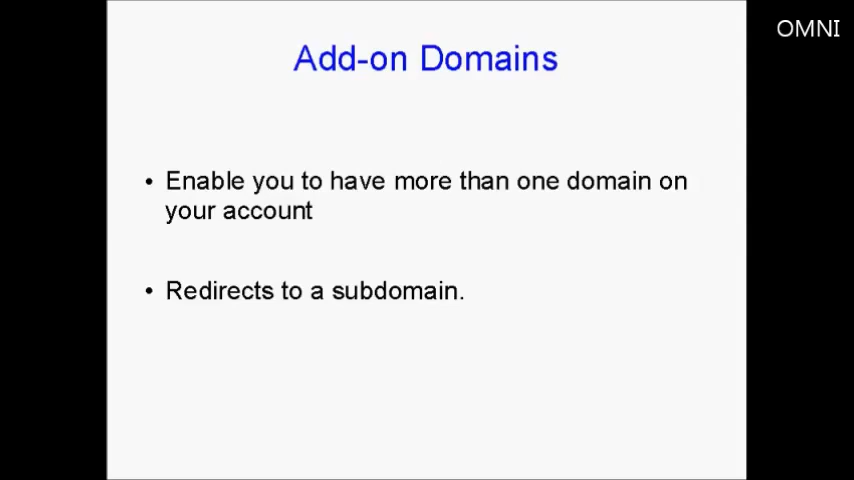 OMNI
Add-on Domains
• Enable you to have more than one domain on
your account
• Redirects to a subdomain.